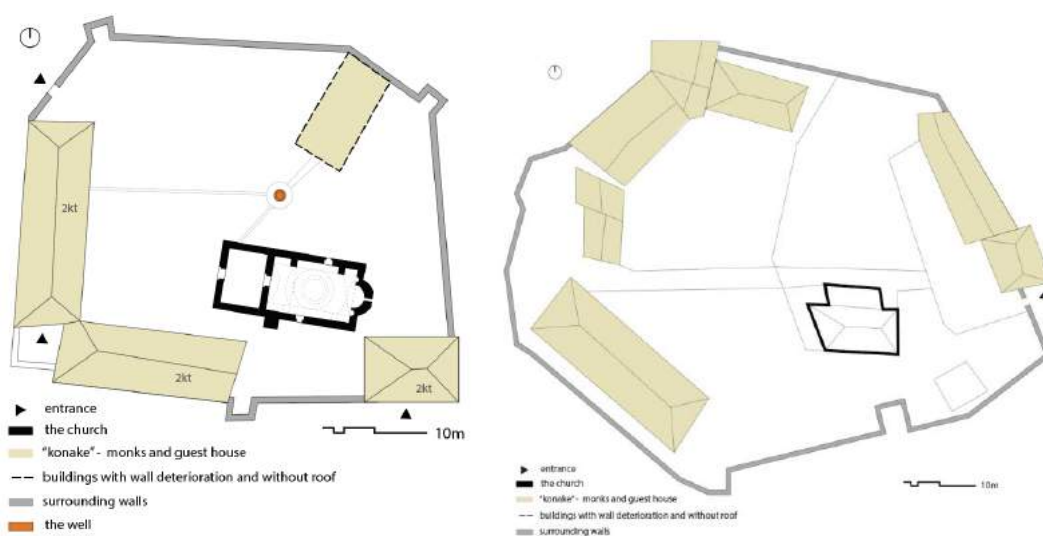 2kt
2kt
2kt
entrance
the church
10m
"konake" - monks and guest house
buildings with wall deterioration and without roof
surrounding walls
the well
entrance
the church
10m
"konake" - monks and guest house
buildings with wall deterioration and without roof
surrounding walls